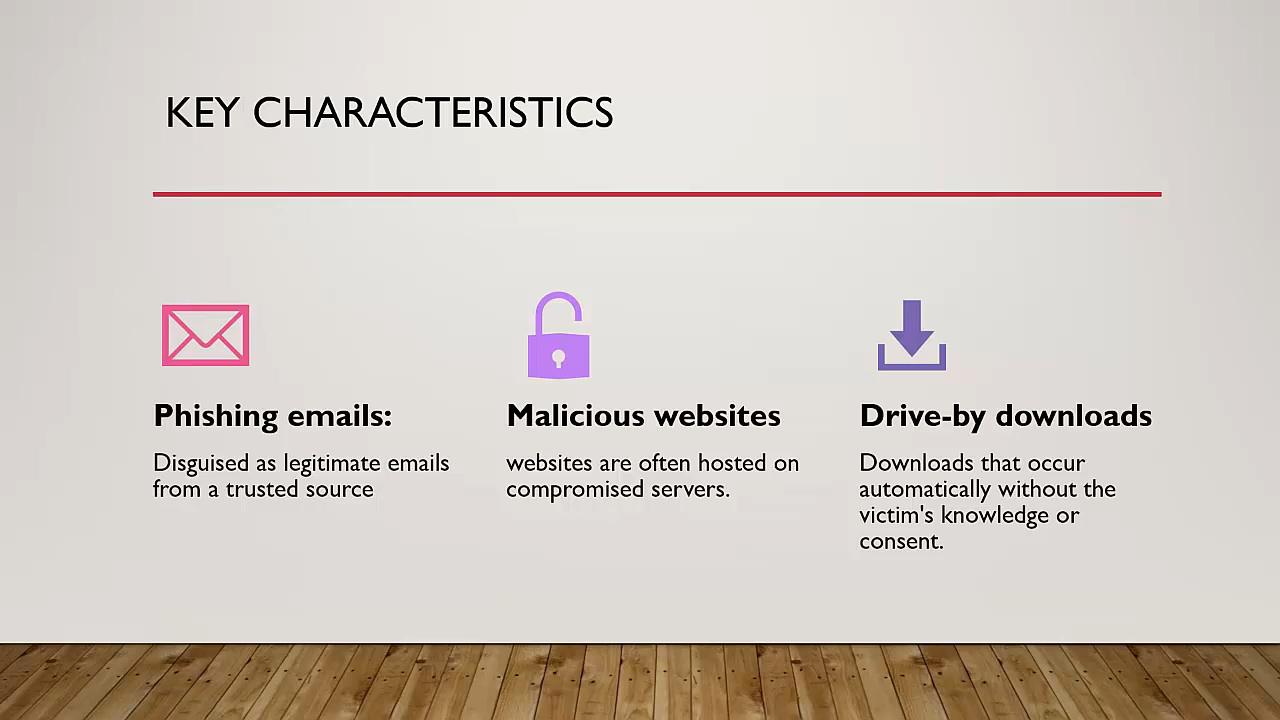 KEY CHARACTERISTICS
Phishing emails:
Disguised as legitimate emails
from a trusted source
Malicious websites
websites are often hosted on
compromised servers.
Drive-by downloads
Downloads that occur
automatically without the
victim's knowledge or
consent.